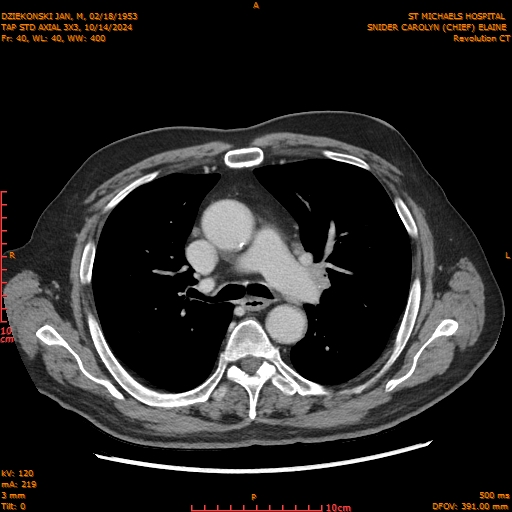 A
DZIEKONSKI JAN, M, 02/18/1953
TAP STD AXIAL 3X3, 10/14/2024
Fr: 40, WL: 40, WW: 400
ST MICHAELS HOSPITAL
SNIDER CAROLYN (CHIEF) ELAINE
Revolution CT
R
L
10
cm
kV: 120
mA: 219
3 mm
Tilt: 0
P
10cm
500 ms
DFOV: 391.00 mm